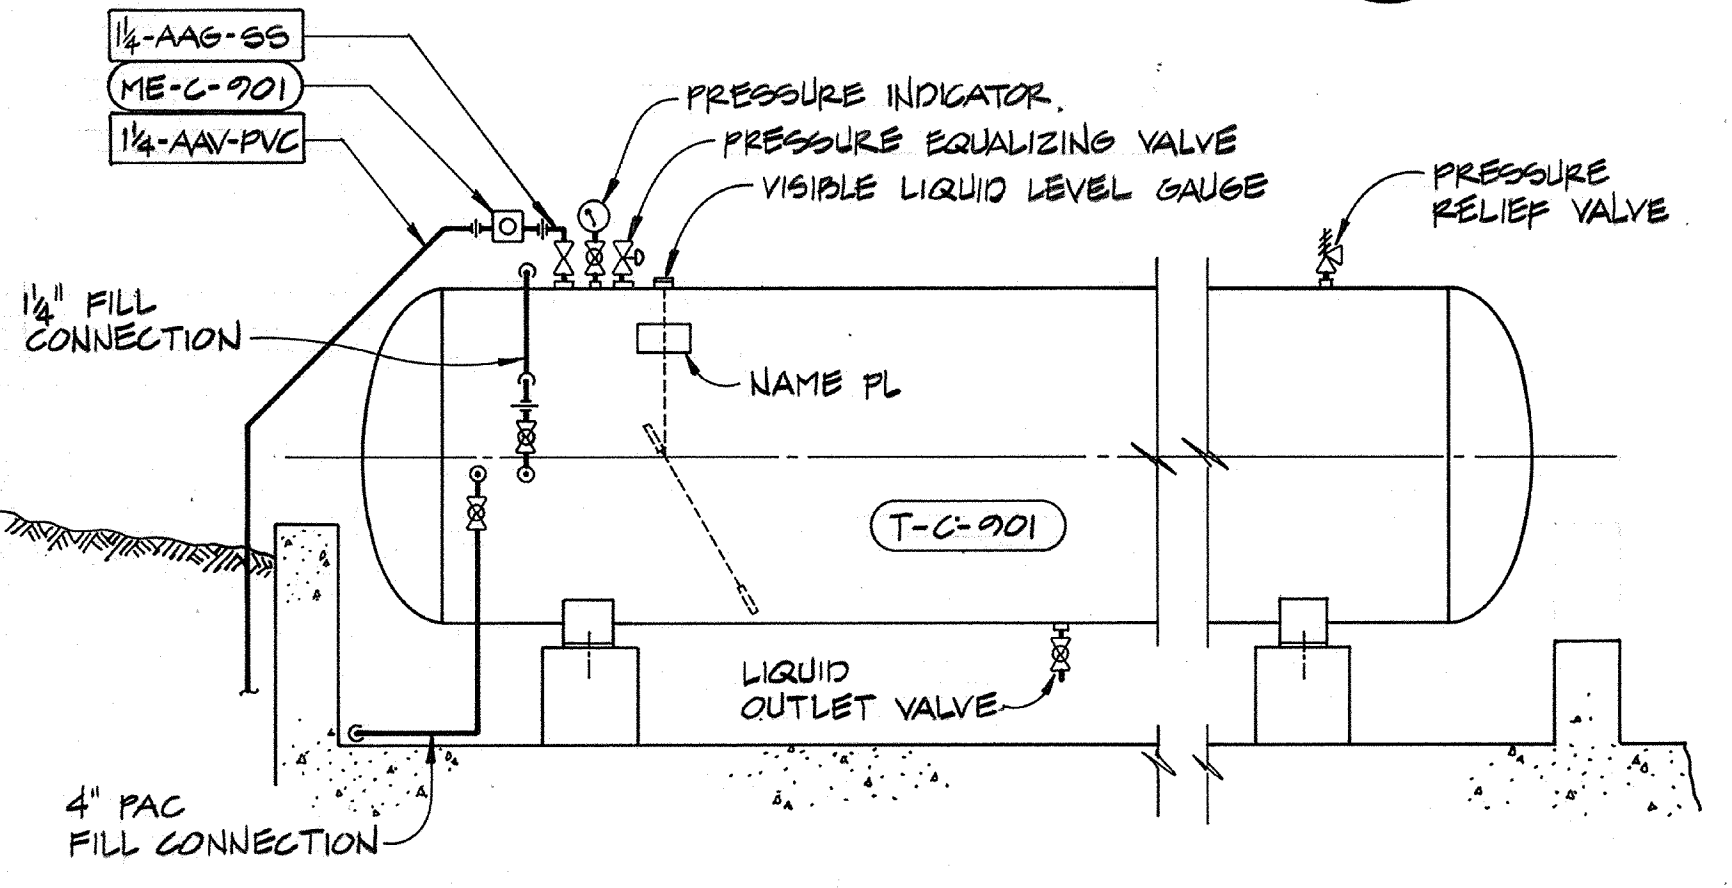 1¼-AAG-SS
ME-C-901
1¼-AAV-PVC
PRESSURE INDICATOR.
PRESSURE EQUALIZING VALVE
VISIBLE LIQUID LEVEL GAUGE
PRESSURE
RELIEF VALVE
1¼" FILL
CONNECTION
NAME PL
T-C-901
LIQUID
OUTLET VALVE
4" PAC
FILL CONNECTION